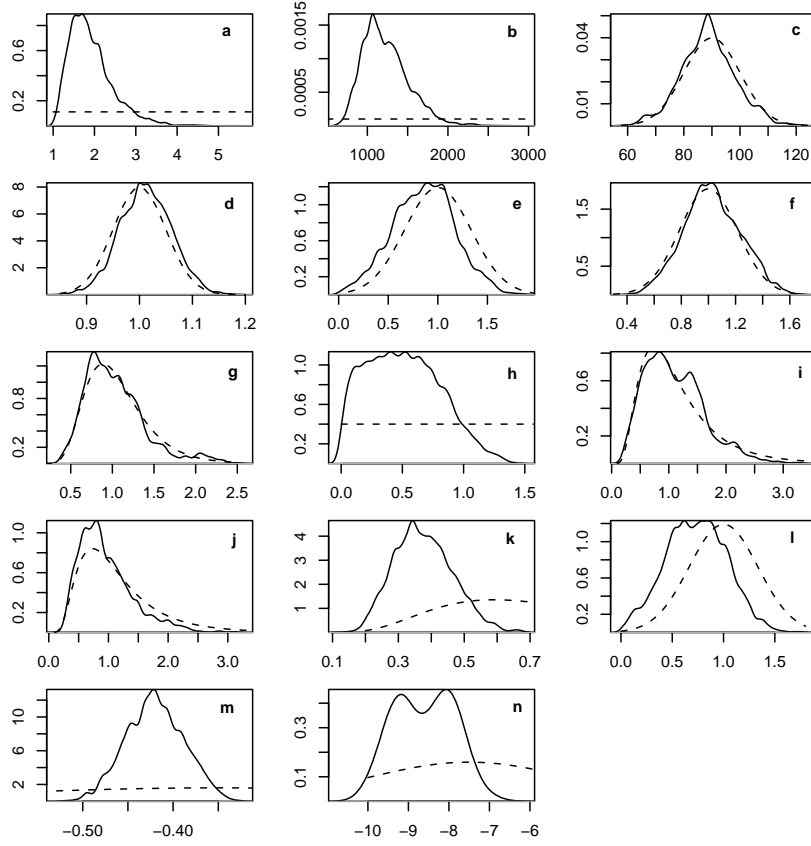 a
0.2 0.6
1 2 3 4 5
b
0.0005 0.0015
1000 2000 3000
c
0.01 0.04
60 80 100 120
d
2 4 6 8
0.9 1.0 1.1 1.2
e
0.2 0.6 1.0
0.0 0.5 1.0 1.5
f
0.5 1.5
0.4 0.8 1.2 1.6
g
0.2 0.8
0.5 1.0 1.5 2.0 2.5
h
0.2 0.6 1.0
0.0 0.5 1.0 1.5
i
0.2 0.6
0.0 1.0 2.0 3.0
j
0.2 0.6 1.0
0.0 1.0 2.0 3.0
k
1 2 3 4
0.1 0.3 0.5 0.7
l
0.2 0.6 1.0
0.0 0.5 1.0 1.5
m
2 6 10
−0.50 −0.40
n
0.1 0.3
−10 −9 −8 −7 −6